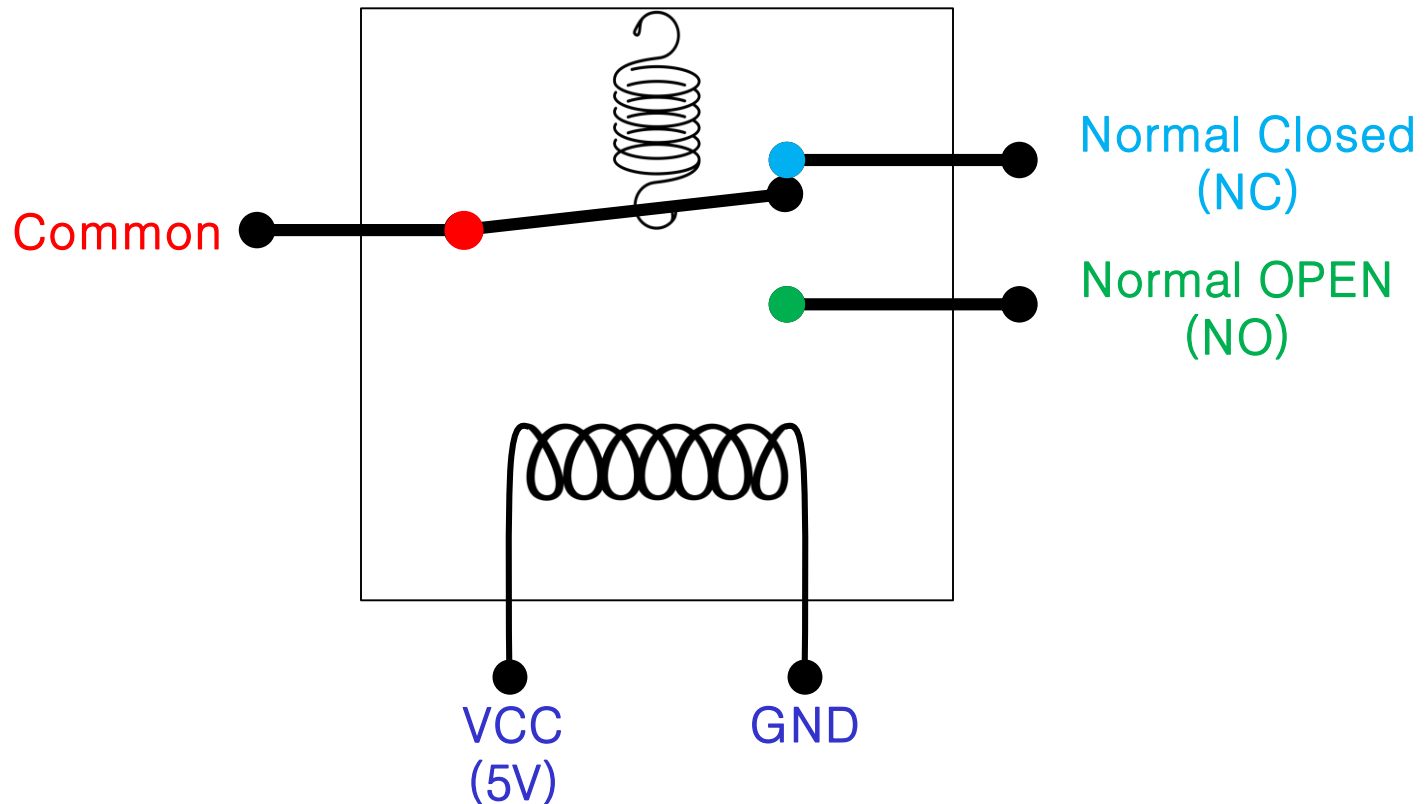 Normal Closed
(NC)
Common
Normal OPEN
(NO)
VCC
(5V)
GND